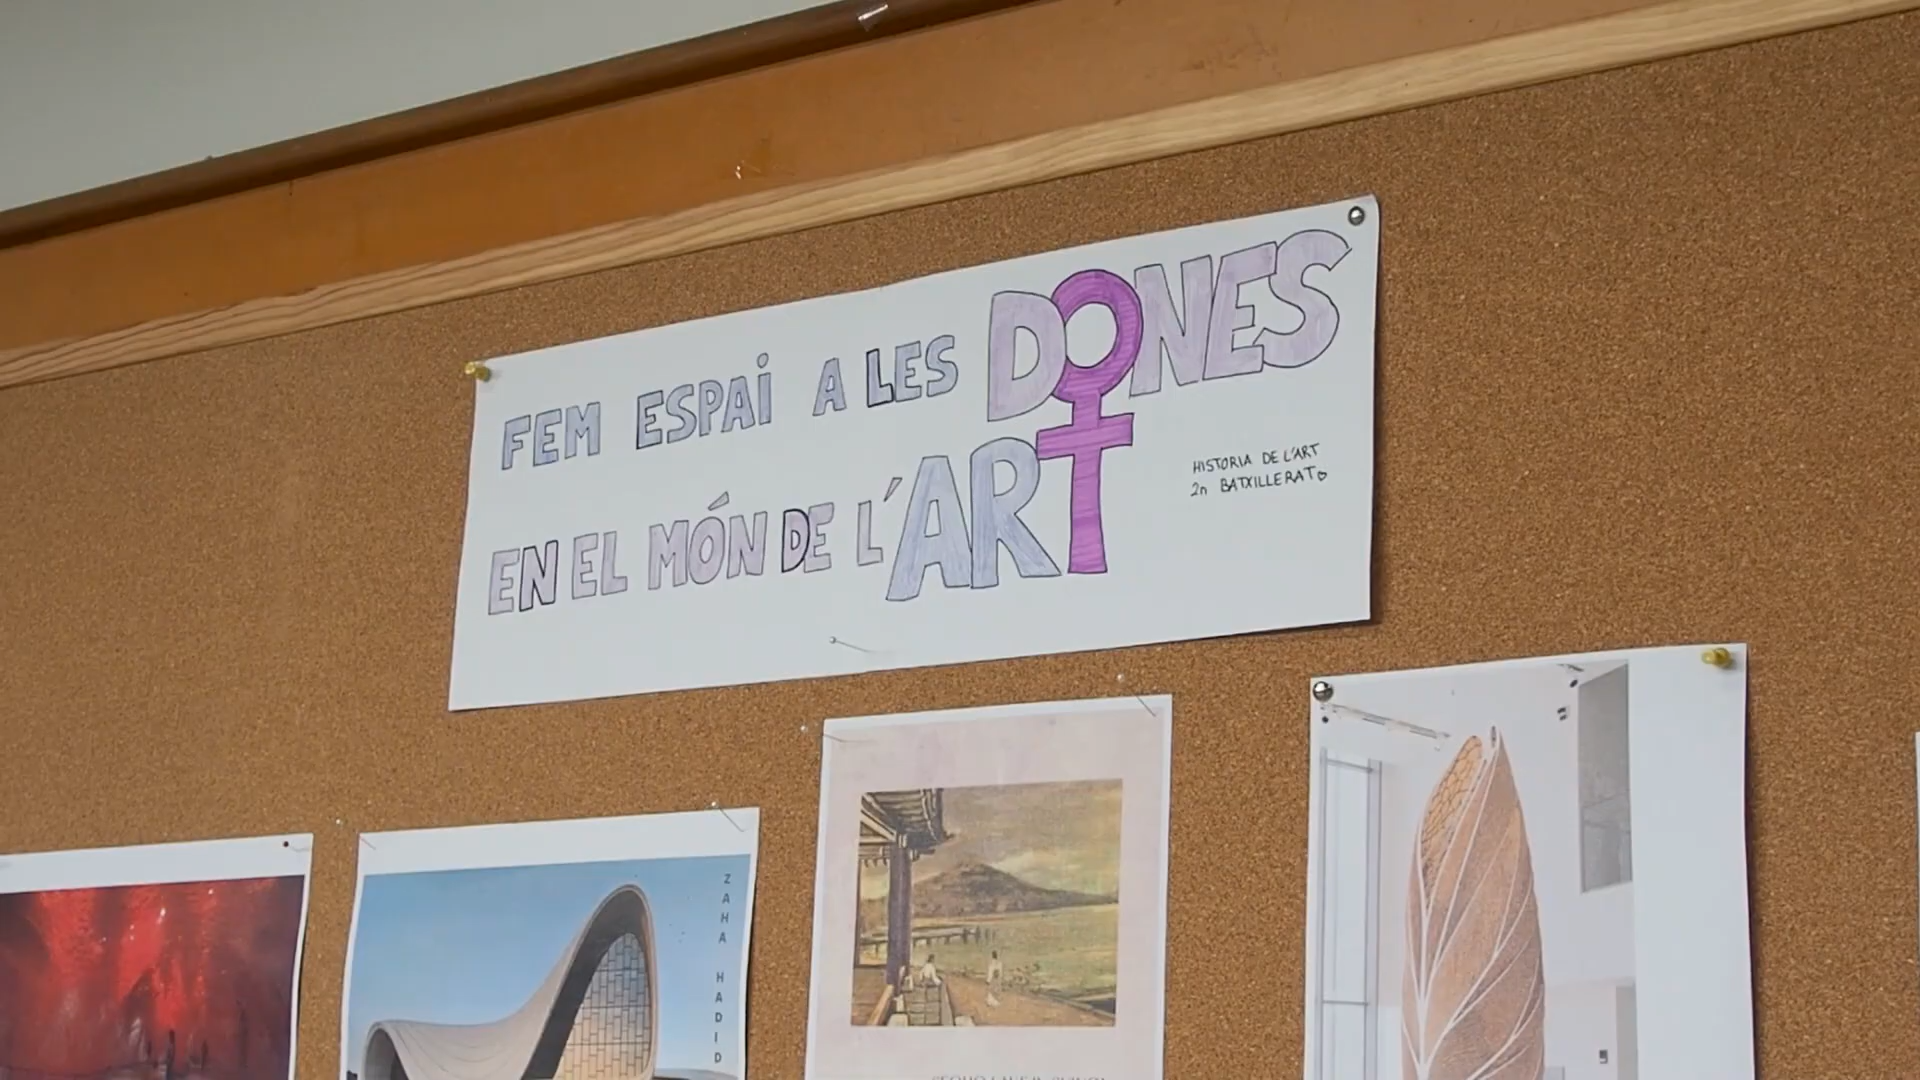 FEM ESPAi A LES DONES
EN EL MÓN DE L'ART
HISTORIA DE L'ART
2n BATXILLERAT
ZAHA HADID